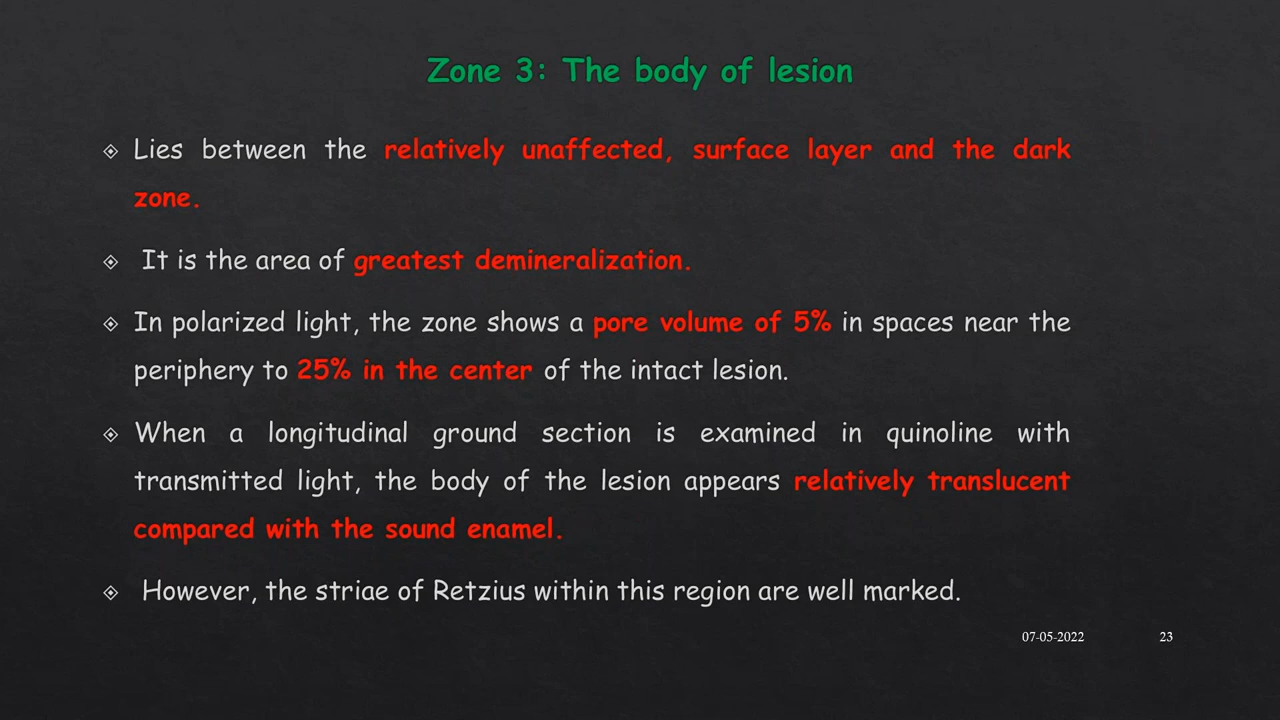 Zone 3: The body of lesion
Lies between the relatively unaffected, surface layer and the dark
zone.
It is the area of greatest demineralization.
In polarized light, the zone shows a pore volume of 5% in spaces near the
periphery to 25% in the center of the intact lesion.
When a longitudinal ground section is examined in quinoline with
transmitted light, the body of the lesion appears relatively translucent
compared with the sound enamel.
However, the striae of Retzius within this region are well marked.
07-05-2022 23